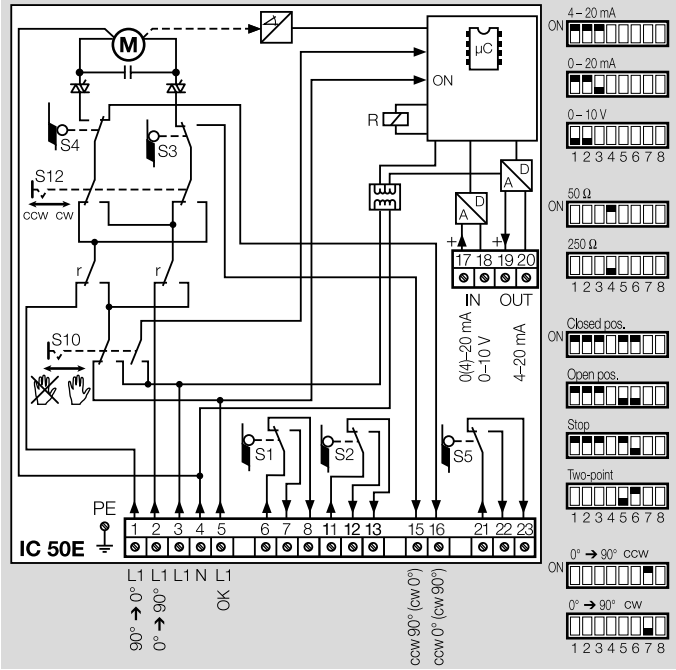 M
µC
ON
R
S4
S3
S12
ccw cw
r
r
S10
A
D
A
D
+
+
17 18 19 20
IN OUT
0(4)–20 mA
0–10 V
4–20 mA
S1
S2
S5
PE
1 2 3 4 5 6 7 8 11 12 13 15 16 21 22 23
IC 50E
L1 L1 L1 N L1
90° → 0°
0° → 90°
OK
ccw 90° (cw 0°)
ccw 0° (cw 90°)
4–20 mA
ON
0–20 mA
0–10 V
1 2 3 4 5 6 7 8
50 Ω
ON
250 Ω
1 2 3 4 5 6 7 8
Closed pos.
ON
Open pos.
Stop
Two-point
1 2 3 4 5 6 7 8
0° → 90° ccw
ON
0° → 90° cw
1 2 3 4 5 6 7 8